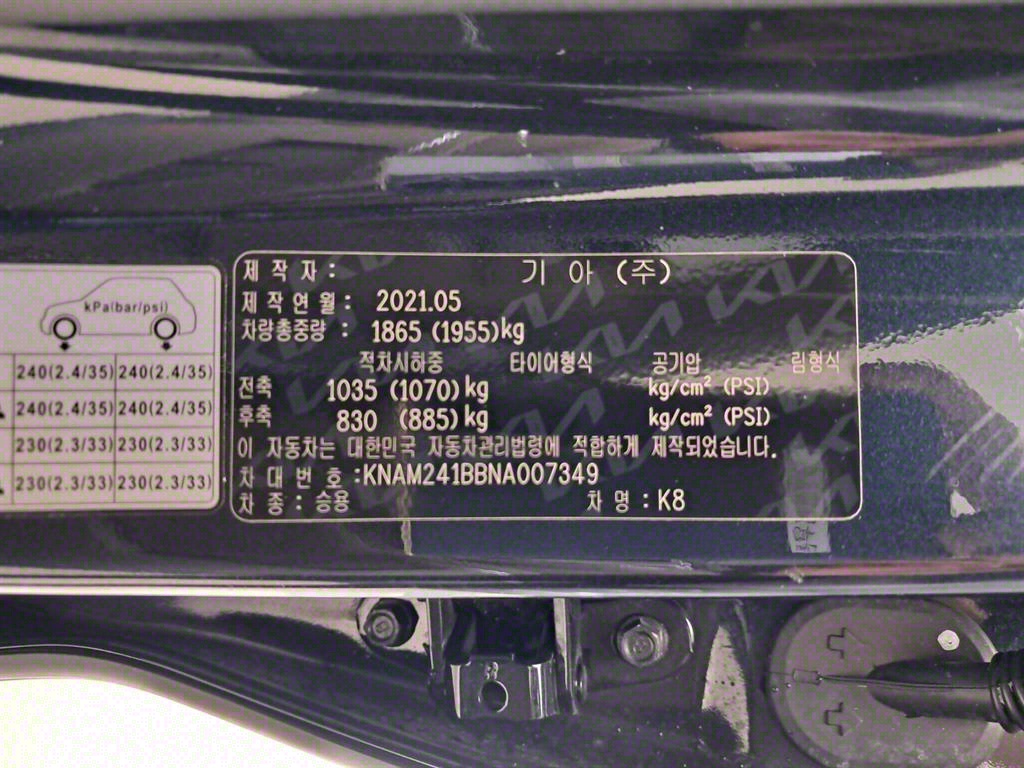 kPa(bar/psi)
240(2.4/35) 240(2.4/35)
240(2.4/35) 240(2.4/35)
230(2.3/33) 230(2.3/33)
230(2.3/33) 230(2.3/33)
제 작 자 : 기 아 (주)
제 작 연 월 : 2021.05
차량총중량 : 1865 (1955)kg
적차시하중 타이어형식 공기압 림형식
전축 1035 (1070) kg kg/cm² (PSI)
후축 830 (885) kg kg/cm² (PSI)
이 자동차는 대한민국 자동차관리법령에 적합하게 제작되었습니다.
차 대 번 호 :KNAM241BBNA007349
차 종 : 승용 차 명 : K8